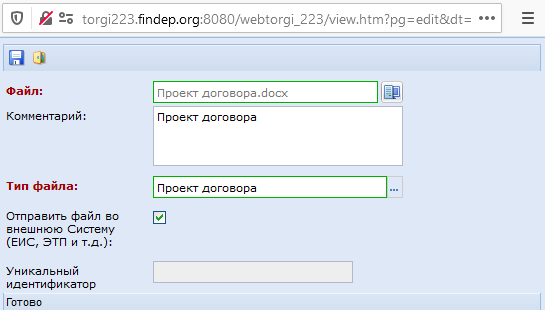 torgi223.findep.org:8080/webtorgi_223/view.htm?pg=edit&dt=
Файл: Проект договора.docx
Комментарий: Проект договора
Тип файла: Проект договора ...
Отправить файл во
внешнюю Систему
(ЕИС, ЭТП и т.д.):
Уникальный
идентификатор
Готово